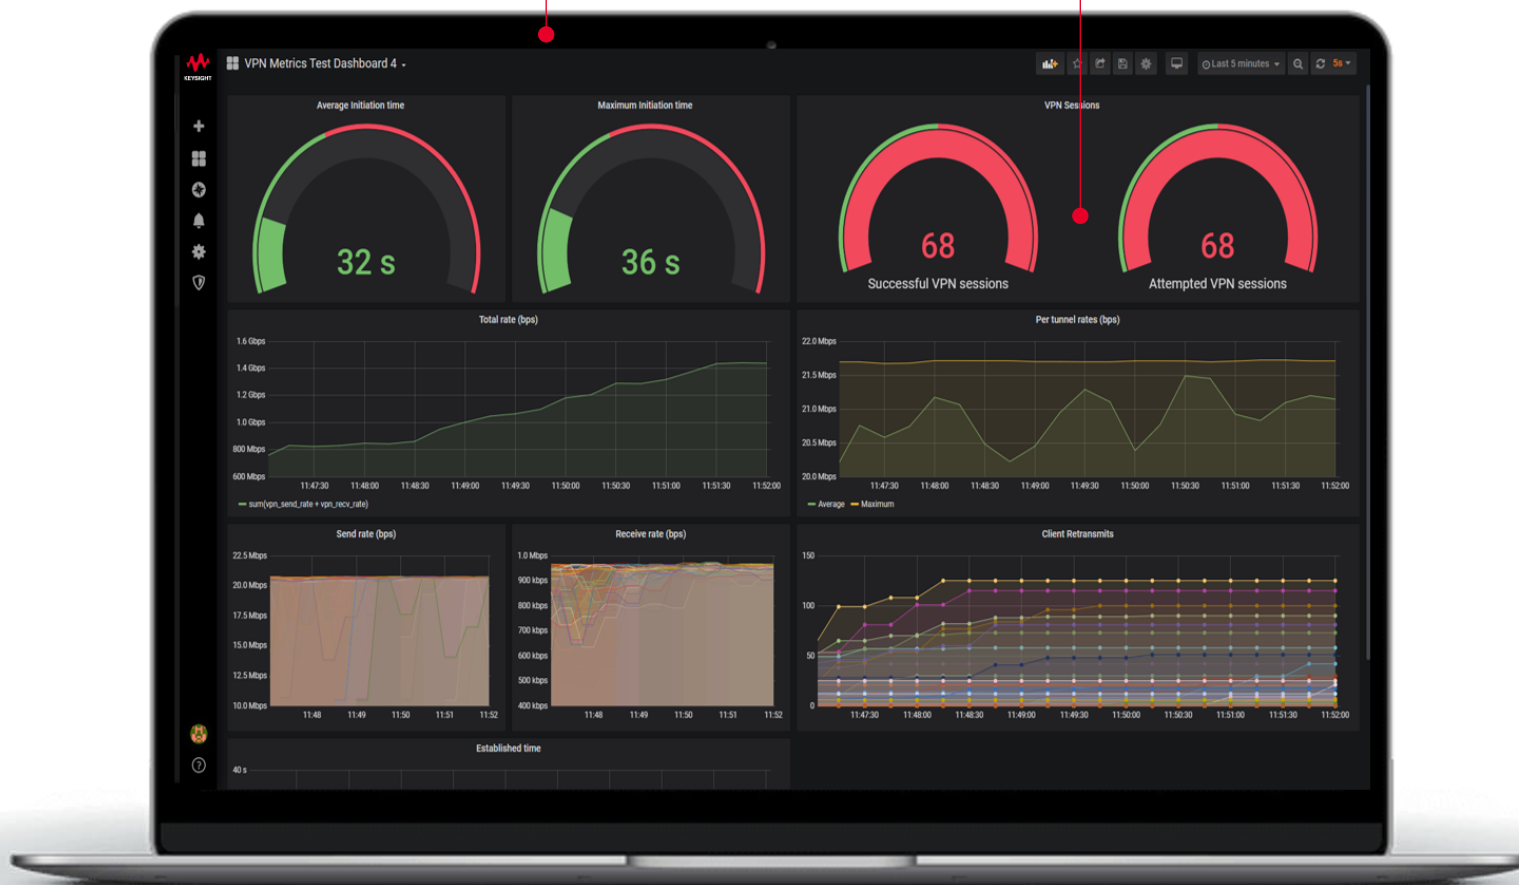 KEYSIGHT
VPN Metrics Test Dashboard 4
Last 5 minutes
5s
Average Initiation time
32 s
Maximum Initiation time
36 s
VPN Sessions
68
Successful VPN sessions
68
Attempted VPN sessions
Total rate (bps)
1.6 Gbps
1.4 Gbps
1.2 Gbps
1.0 Gbps
800 Mbps
600 Mbps
11:47:30 11:48:00 11:48:30 11:49:00 11:49:30 11:50:00 11:50:30 11:51:00 11:51:30 11:52:00
sum(vpn_send_rate + vpn_recv_rate)
Per tunnel rates (bps)
22.0 Mbps
21.5 Mbps
21.0 Mbps
20.5 Mbps
20.0 Mbps
11:47:30 11:48:00 11:48:30 11:49:00 11:49:30 11:50:00 11:50:30 11:51:00 11:51:30 11:52:00
Average Maximum
Send rate (bps)
22.5 Mbps
20.0 Mbps
17.5 Mbps
15.0 Mbps
12.5 Mbps
10.0 Mbps
11:48 11:49 11:50 11:51 11:52
Receive rate (bps)
1.0 Mbps
900 kbps
800 kbps
700 kbps
600 kbps
500 kbps
400 kbps
11:48 11:49 11:50 11:51 11:52
Client Retransmits
150
100
50
0
11:47:30 11:48:00 11:48:30 11:49:00 11:49:30 11:50:00 11:50:30 11:51:00 11:51:30 11:52:00
Established time
40 s
?